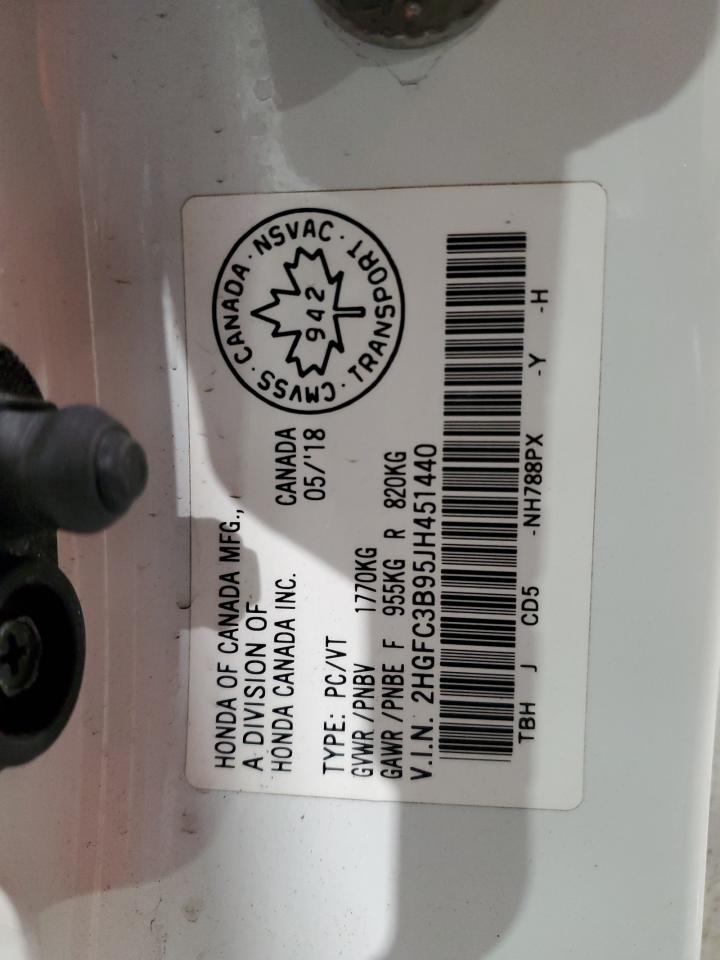 HONDA OF CANADA MFG.,
A DIVISION OF
HONDA CANADA INC. CANADA
05/'18
TYPE: PC/VT
GVWR/PNBV 1770KG
GAWR/PNBE F 955KG R 820KG
V.I.N. 2HGFC3B95JH451440
TBH J CD5 -NH788PX -Y -H
CMVSS · CANADA · NSVAC · TRANSPORT ·
942